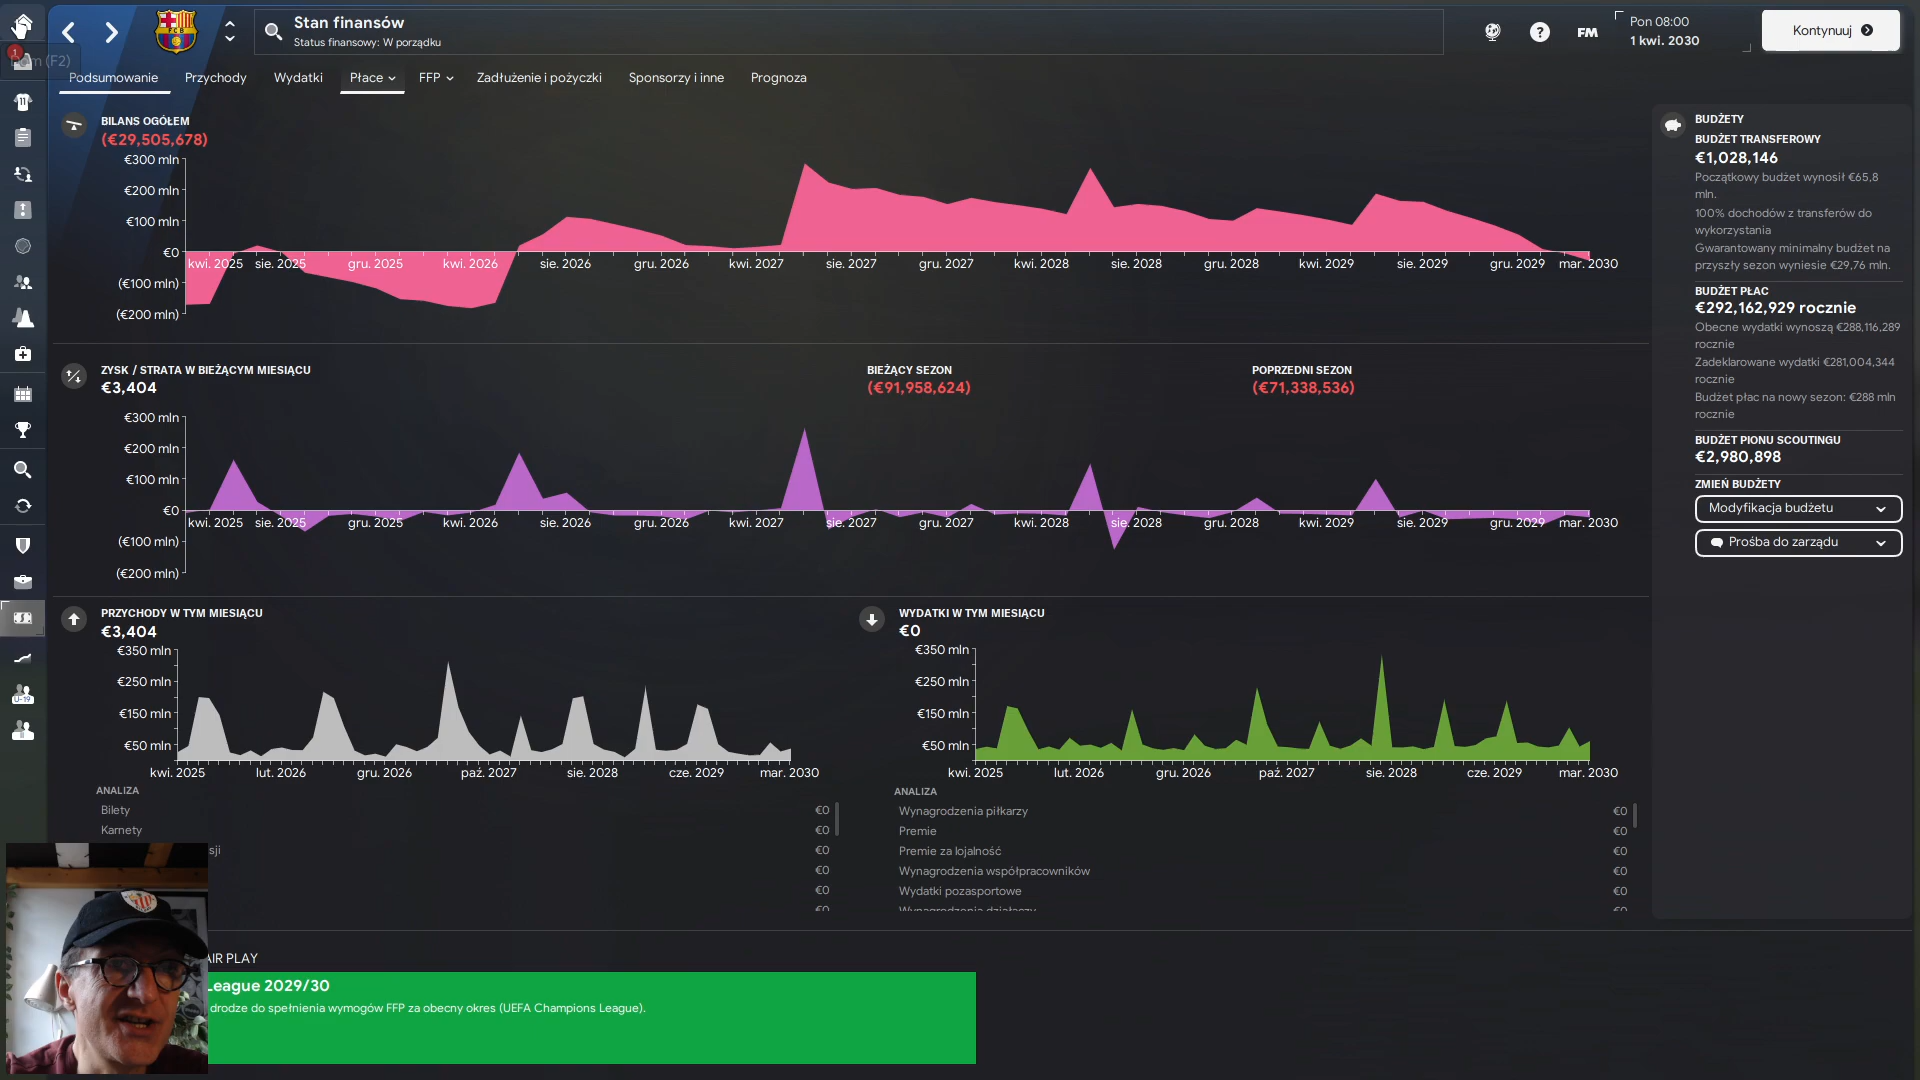 Stan finansów
Status finansowy: W porządku
FM
Pon 08:00
1 kwi. 2030
Kontynuuj
1
(F2)
Podsumowanie
Przychody
Wydatki
Płace
FFP
Zadłużenie i pożyczki
Sponsorzy i inne
Prognoza
BILANS OGÓŁEM
(€29,505,678)
€300 mln
€200 mln
€100 mln
€0
(€100 mln)
(€200 mln)
kwi. 2025
sie. 2025
gru. 2025
kwi. 2026
sie. 2026
gru. 2026
kwi. 2027
sie. 2027
gru. 2027
kwi. 2028
sie. 2028
gru. 2028
kwi. 2029
sie. 2029
gru. 2029
mar. 2030
ZYSK / STRATA W BIEŻĄCYM MIESIĄCU
€3,404
BIEŻĄCY SEZON
(€91,958,624)
POPRZEDNI SEZON
(€71,338,536)
€300 mln
€200 mln
€100 mln
€0
(€100 mln)
(€200 mln)
kwi. 2025
sie. 2025
gru. 2025
kwi. 2026
sie. 2026
gru. 2026
kwi. 2027
sie. 2027
gru. 2027
kwi. 2028
sie. 2028
gru. 2028
kwi. 2029
sie. 2029
gru. 2029
mar. 2030
PRZYCHODY W TYM MIESIĄCU
€3,404
€350 mln
€250 mln
€150 mln
€50 mln
kwi. 2025
lut. 2026
gru. 2026
paź. 2027
sie. 2028
cze. 2029
mar. 2030
ANALIZA
Bilety €0
Karnety €0
sji €0
€0
€0
€0
WYDATKI W TYM MIESIĄCU
€0
€350 mln
€250 mln
€150 mln
€50 mln
kwi. 2025
lut. 2026
gru. 2026
paź. 2027
sie. 2028
cze. 2029
mar. 2030
ANALIZA
Wynagrodzenia piłkarzy €0
Premie €0
Premie za lojalność €0
Wynagrodzenia współpracowników €0
Wydatki pozasportowe €0
Wynagrodzenia działaczy €0
BUDŻETY
BUDŻET TRANSFEROWY
€1,028,146
Początkowy budżet wynosił €65,8
mln.
100% dochodów z transferów do
wykorzystania
Gwarantowany minimalny budżet na
przyszły sezon wyniesie €29,76 mln.
BUDŻET PŁAC
€292,162,929 rocznie
Obecne wydatki wynoszą €288,116,289
rocznie
Zadeklarowane wydatki €281,004,344
rocznie
Budżet płac na nowy sezon: €288 mln
rocznie
BUDŻET PIONU SCOUTINGU
€2,980,898
ZMIEŃ BUDŻETY
Modyfikacja budżetu
Prośba do zarządu
U-19
AIR PLAY
League 2029/30
drodze do spełnienia wymogów FFP za obecny okres (UEFA Champions League).